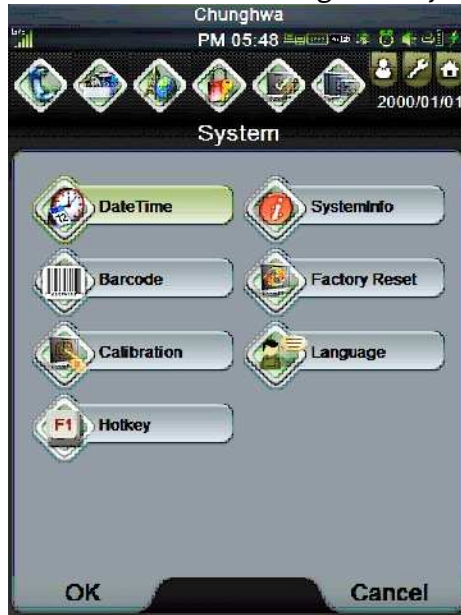 Chunghwa
PM 05:48
2000/01/01
System
DateTime
SystemInfo
Barcode
Factory Reset
Calibration
Language
F1
Hotkey
OK
Cancel